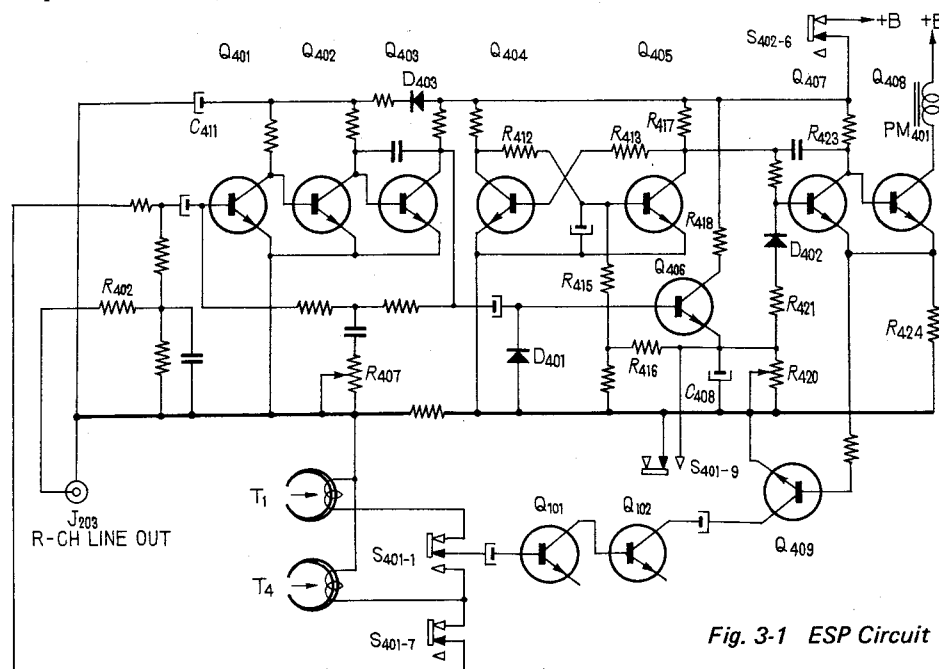 S402-6
+B
+B
Q401
Q402
Q403
Q404
Q405
Q407
Q408
D403
C411
R412
R413
R417
R423
PM401
R418
D402
R402
R415
Q406
R421
R424
R407
D401
R416
C408
R420
S401-9
J203
R-CH LINE OUT
T1
T4
S401-1
S401-7
Q101
Q102
Q409
Fig. 3-1 ESP Circuit